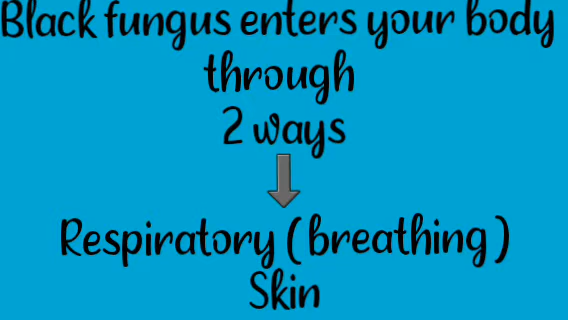 Black fungus enters your body
through
2 ways
Respiratory (breathing)
Skin